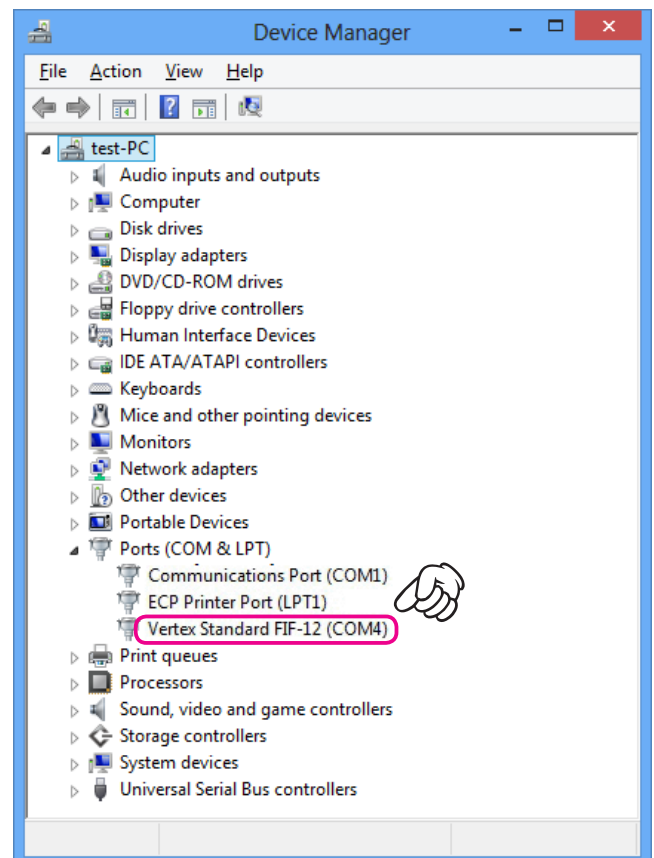 Device Manager
File Action View Help
test-PC
Audio inputs and outputs
Computer
Disk drives
Display adapters
DVD/CD-ROM drives
Floppy drive controllers
Human Interface Devices
IDE ATA/ATAPI controllers
Keyboards
Mice and other pointing devices
Monitors
Network adapters
Other devices
Portable Devices
Ports (COM & LPT)
Communications Port (COM1)
ECP Printer Port (LPT1)
Vertex Standard FIF-12 (COM4)
Print queues
Processors
Sound, video and game controllers
Storage controllers
System devices
Universal Serial Bus controllers